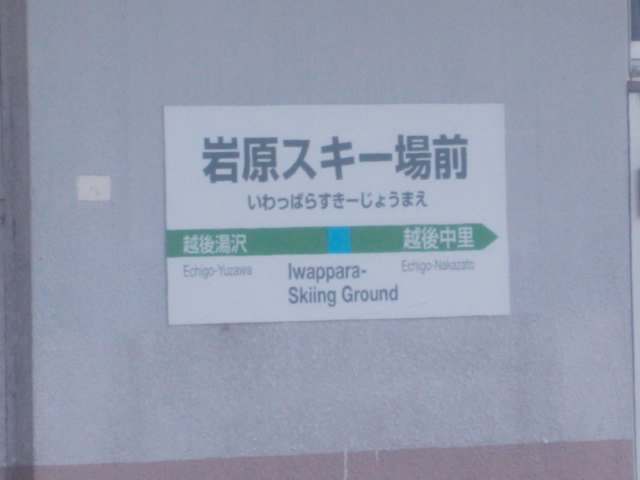 岩原スキー場前
いわっぱらすきーじょうまえ
越後湯沢 越後中里
Echigo-Yuzawa Iwappara- Echigo-Nakazato
Skiing Ground